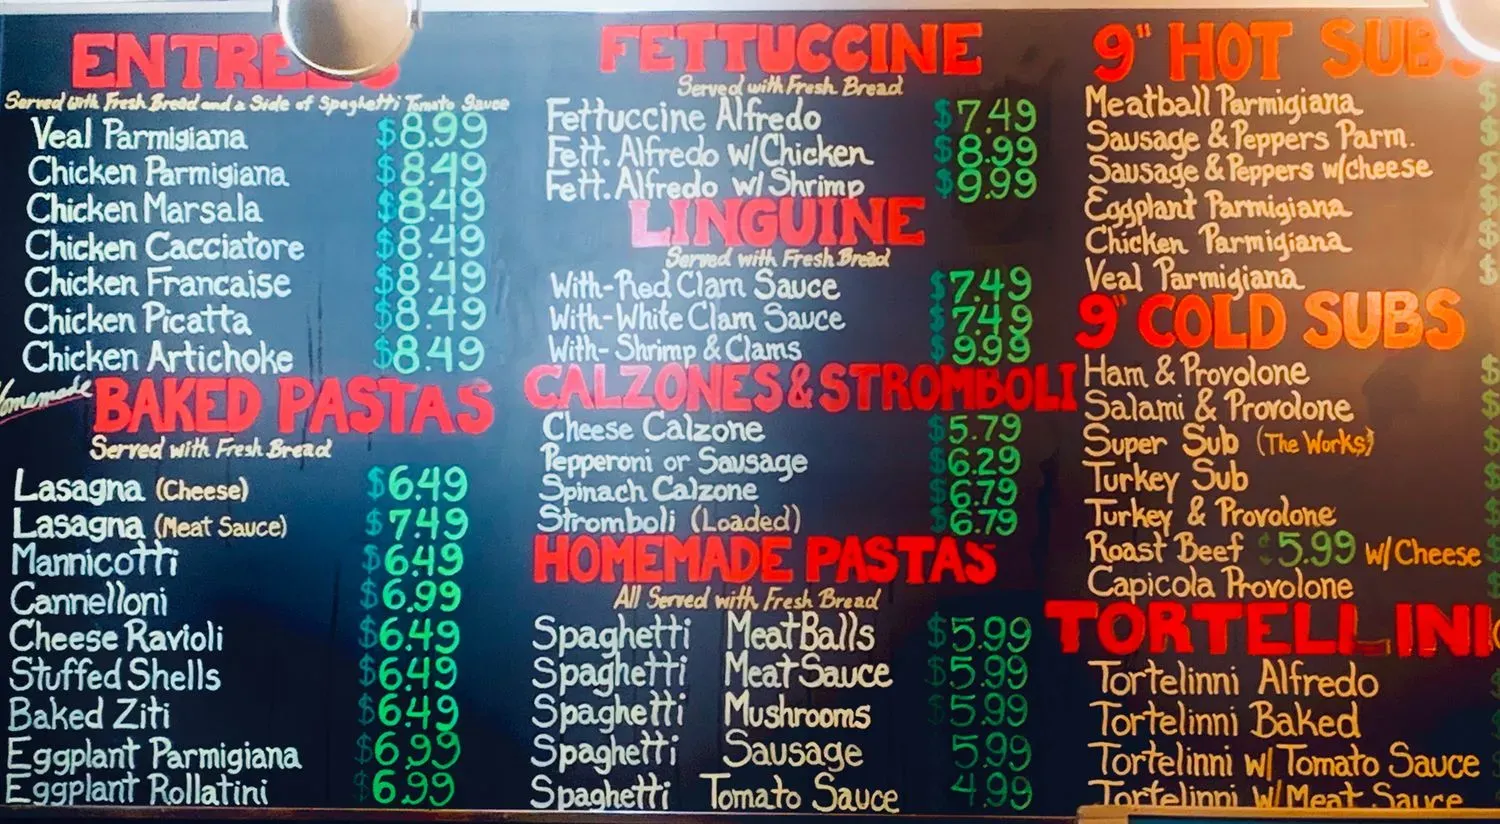 ENTREES
Served with Fresh Bread and a Side of Spaghetti Tomato Sauce
Veal Parmigiana $8.99
Chicken Parmigiana $8.49
Chicken Marsala $8.49
Chicken Cacciatore $8.49
Chicken Francaise $8.49
Chicken Picatta $8.49
Chicken Artichoke $8.49
Homemade
BAKED PASTAS
Served with Fresh Bread
Lasagna (Cheese) $6.49
Lasagna (Meat Sauce) $7.49
Mannicotti $6.49
Cannelloni $6.99
Cheese Ravioli $6.49
Stuffed Shells $6.49
Baked Ziti $6.49
Eggplant Parmigiana $6.99
Eggplant Rollatini $6.99
FETTUCCINE
Served with Fresh Bread
Fettuccine Alfredo $7.49
Fett. Alfredo w/Chicken $8.99
Fett. Alfredo w/Shrimp $9.99
LINGUINE
Served with Fresh Bread
With-Red Clam Sauce $7.49
With-White Clam Sauce $7.49
With-Shrimp & Clams $9.99
CALZONES & STROMBOLI
Cheese Calzone $5.79
Pepperoni or Sausage $6.29
Spinach Calzone $6.79
Stromboli (Loaded) $6.79
HOMEMADE PASTAS
All Served with Fresh Bread
Spaghetti MeatBalls $5.99
Spaghetti Meat Sauce $5.99
Spaghetti Mushrooms $5.99
Spaghetti Sausage 5.99
Spaghetti Tomato Sauce 4.99
9" HOT SUBS
Meatball Parmigiana $
Sausage & Peppers Parm. $
Sausage & Peppers w/cheese $
Eggplant Parmigiana $
Chicken Parmigiana $
Veal Parmigiana $
9" COLD SUBS
Ham & Provolone $
Salami & Provolone $
Super Sub (The Works) $
Turkey Sub $
Turkey & Provolone $
Roast Beef $5.99 w/Cheese $
Capicola Provolone $
TORTELLINI
Tortelinni Alfredo $
Tortelinni Baked $
Tortelinni w/Tomato Sauce
Tortelinni w/Meat Sauce